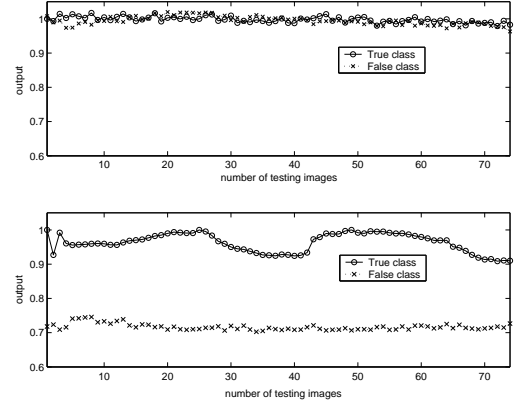 1
0.9
0.8
0.7
0.6
output
10 20 30 40 50 60 70
number of testing images
True class
False class
1
0.9
0.8
0.7
0.6
output
10 20 30 40 50 60 70
number of testing images
True class
False class